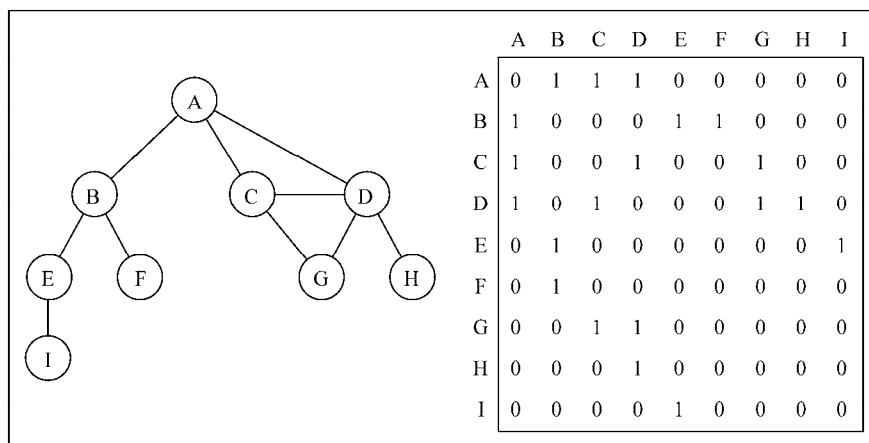 A
B C D
E F G H
I
A B C D E F G H I
A 0 1 1 1 0 0 0 0 0
B 1 0 0 0 1 1 0 0 0
C 1 0 0 1 0 0 1 0 0
D 1 0 1 0 0 0 1 1 0
E 0 1 0 0 0 0 0 0 1
F 0 1 0 0 0 0 0 0 0
G 0 0 1 1 0 0 0 0 0
H 0 0 0 1 0 0 0 0 0
I 0 0 0 0 1 0 0 0 0